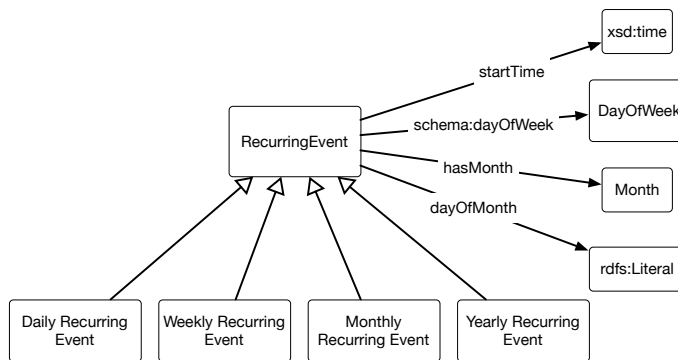 xsd:time
startTime
DayOfWeek
schema:dayOfWeek
RecurringEvent
hasMonth
Month
dayOfMonth
rdfs:Literal
Daily Recurring
Event
Weekly Recurring
Event
Monthly
Recurring Event
Yearly Recurring
Event